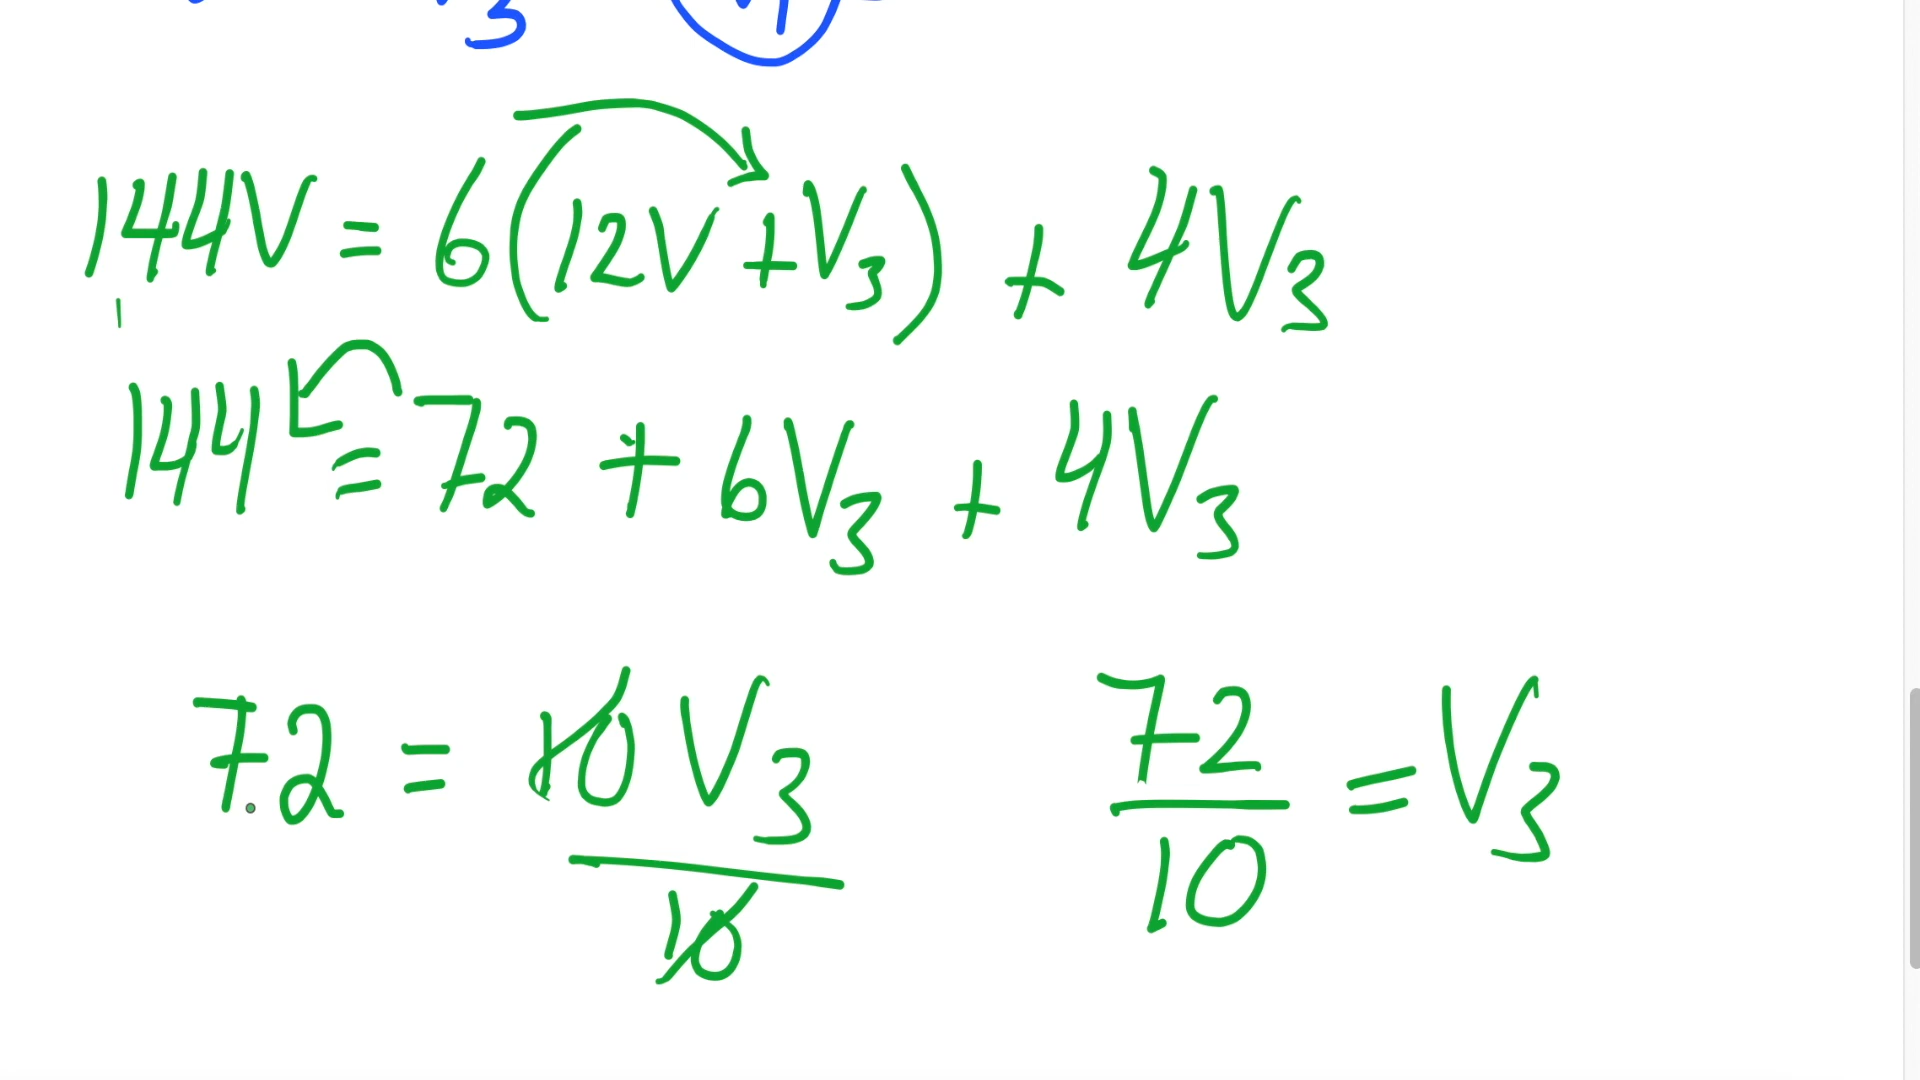 144V = 6(12V + V₃) + 4V₃
144 = 72 + 6V₃ + 4V₃
72 = 10V₃ / 10    72 / 10 = V₃